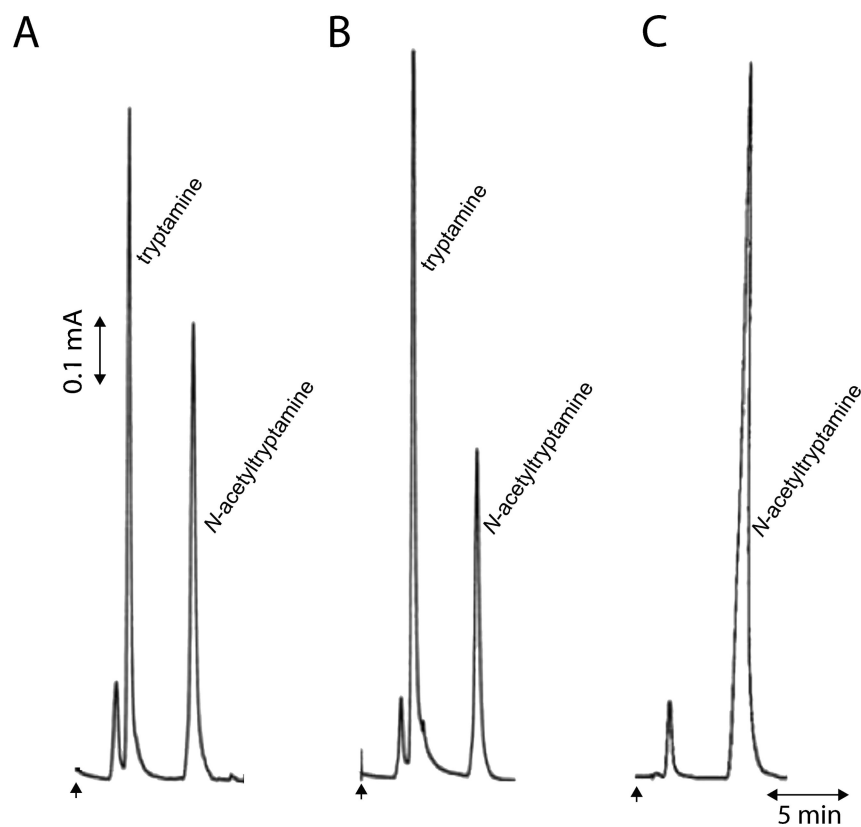 A
B
C
tryptamine
tryptamine
0.1 mA
N-acetyltryptamine
N-acetyltryptamine
N-acetyltryptamine
5 min